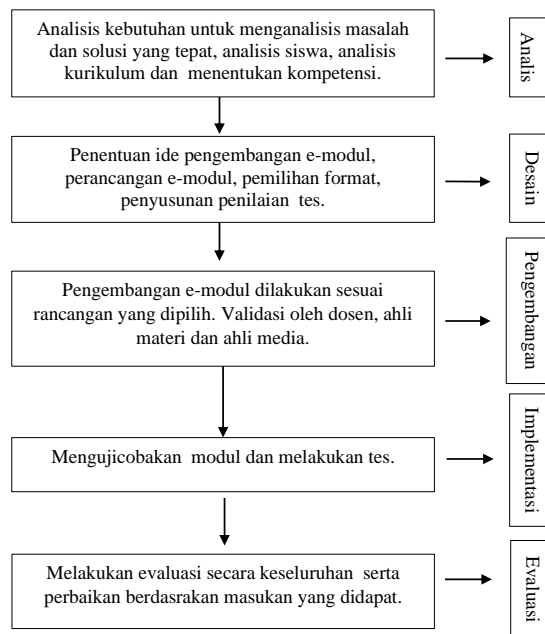 Analisis kebutuhan untuk menganalisis masalah
dan solusi yang tepat, analisis siswa, analisis
kurikulum dan menentukan kompetensi.
Analis
Penentuan ide pengembangan e-modul,
perancangan e-modul, pemilihan format,
penyusunan penilaian tes.
Desain
Pengembangan e-modul dilakukan sesuai
rancangan yang dipilih. Validasi oleh dosen, ahli
materi dan ahli media.
Pengembangan
Mengujicobakan modul dan melakukan tes.
Implementasi
Melakukan evaluasi secara keseluruhan serta
perbaikan berdasrakan masukan yang didapat.
Evaluasi